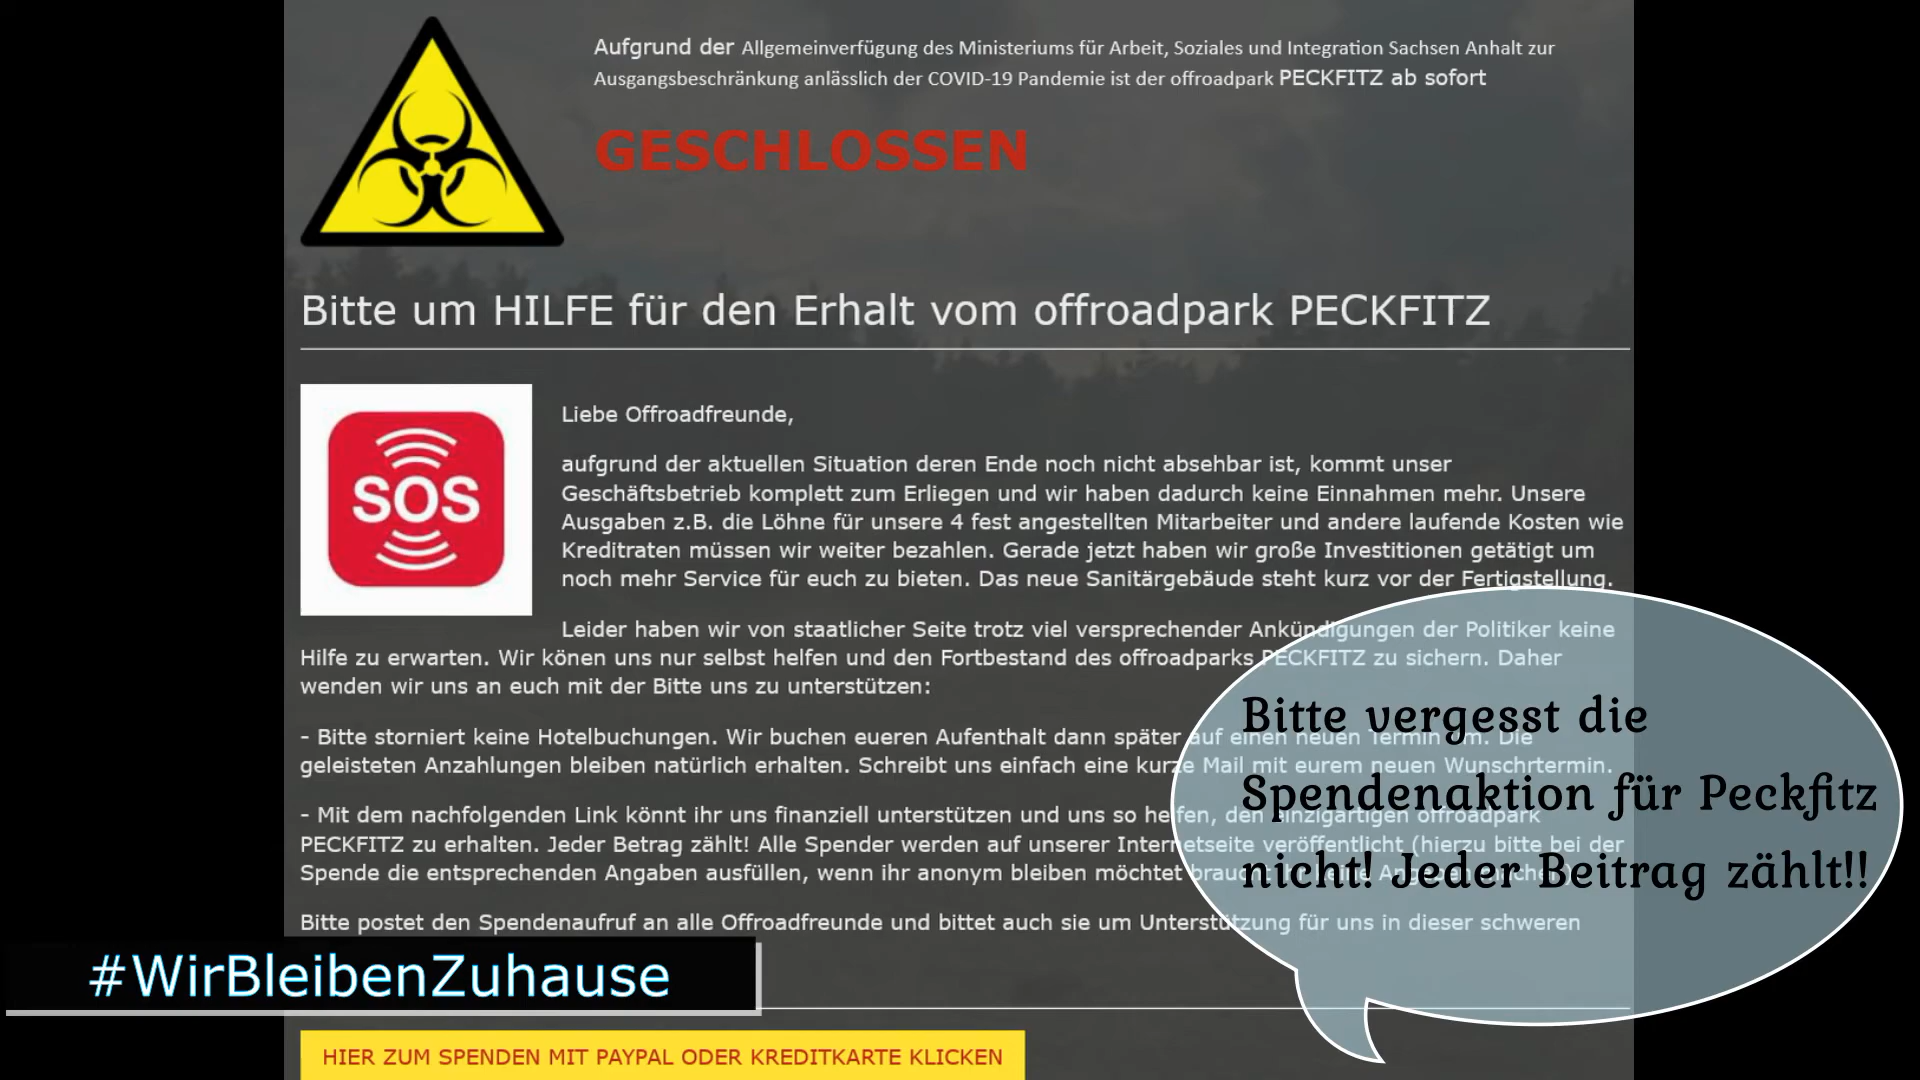 Aufgrund der Allgemeinverfügung des Ministeriums für Arbeit, Soziales und Integration Sachsen Anhalt zur
Ausgangsbeschränkung anlässlich der COVID-19 Pandemie ist der offroadpark PECKFITZ ab sofort
GESCHLOSSEN
Bitte um HILFE für den Erhalt vom offroadpark PECKFITZ
SOS
Liebe Offroadfreunde,
aufgrund der aktuellen Situation deren Ende noch nicht absehbar ist, kommt unser
Geschäftsbetrieb komplett zum Erliegen und wir haben dadurch keine Einnahmen mehr. Unsere
Ausgaben z.B. die Löhne für unsere 4 fest angestellten Mitarbeiter und andere laufende Kosten wie
Kreditraten müssen wir weiter bezahlen. Gerade jetzt haben wir große Investitionen getätigt um
noch mehr Service für euch zu bieten. Das neue Sanitärgebäude steht kurz vor der Fertigstellung.
Leider haben wir von staatlicher Seite trotz viel versprechender Ankündigungen der Politiker keine
Hilfe zu erwarten. Wir könen uns nur selbst helfen und den Fortbestand des offroadparks PECKFITZ zu sichern. Daher
wenden wir uns an euch mit der Bitte uns zu unterstützen:
- Bitte storniert keine Hotelbuchungen. Wir buchen eueren Aufenthalt dann später auf einen neuen Termin um. Die
geleisteten Anzahlungen bleiben natürlich erhalten. Schreibt uns einfach eine kurze Mail mit eurem neuen Wunschrtermin.
- Mit dem nachfolgenden Link könnt ihr uns finanziell unterstützen und uns so helfen, den einzigartigen offroadpark
PECKFITZ zu erhalten. Jeder Betrag zählt! Alle Spender werden auf unserer Internetseite veröffentlicht (hierzu bitte bei der
Spende die entsprechenden Angaben ausfüllen, wenn ihr anonym bleiben möchtet braucht ihr keine
Bitte postet den Spendenaufruf an alle Offroadfreunde und bittet auch sie um Unterstützung für uns in dieser schweren
Bitte vergesst die
Spendenaktion für Peckfitz
nicht! Jeder Beitrag zählt!!
#WirBleibenZuhause
HIER ZUM SPENDEN MIT PAYPAL ODER KREDITKARTE KLICKEN